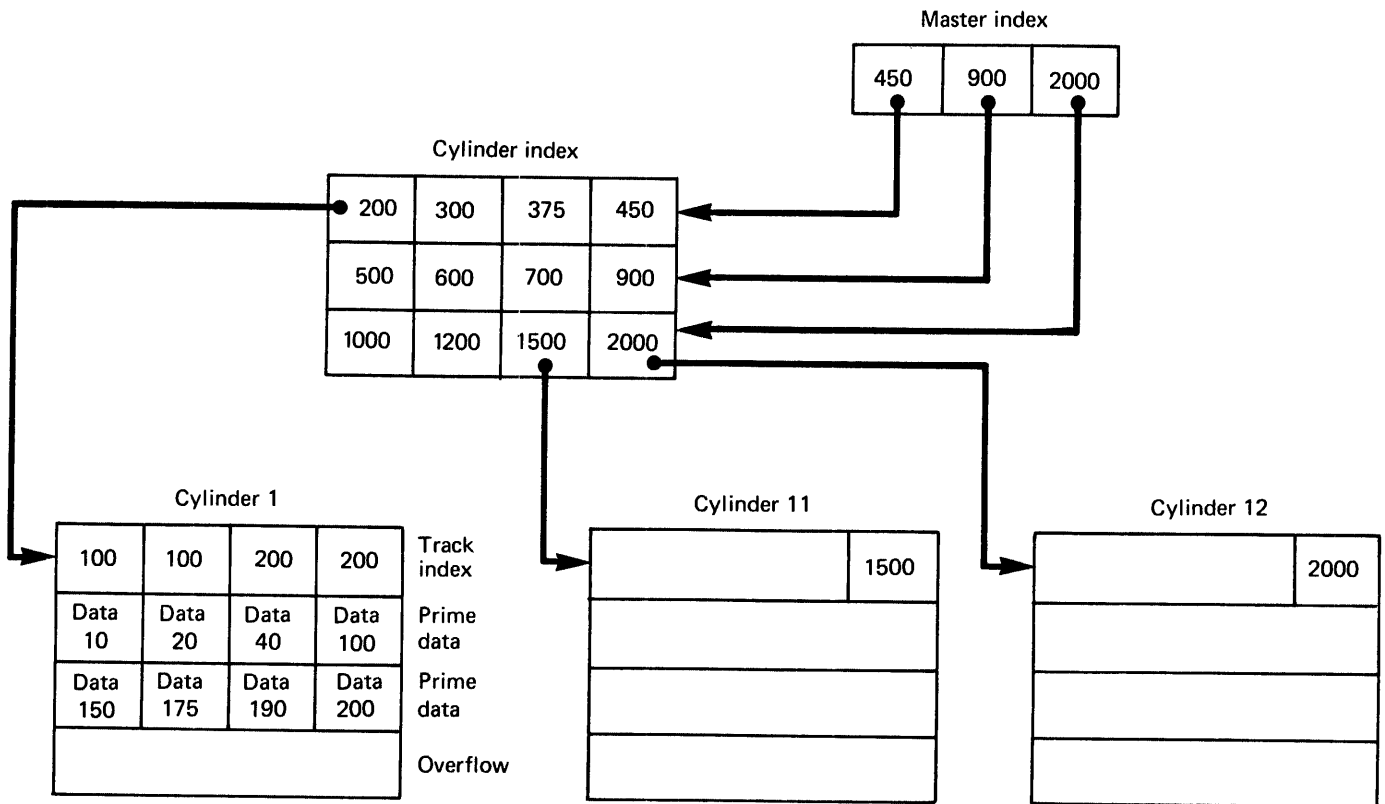 Master index
450 900 2000
Cylinder index
200 300 375 450
500 600 700 900
1000 1200 1500 2000
Cylinder 1
100 100 200 200
Track
index
Data Data Data Data
10 20 40 100
Prime
data
Data Data Data Data
150 175 190 200
Prime
data
Overflow
Cylinder 11
1500
Cylinder 12
2000